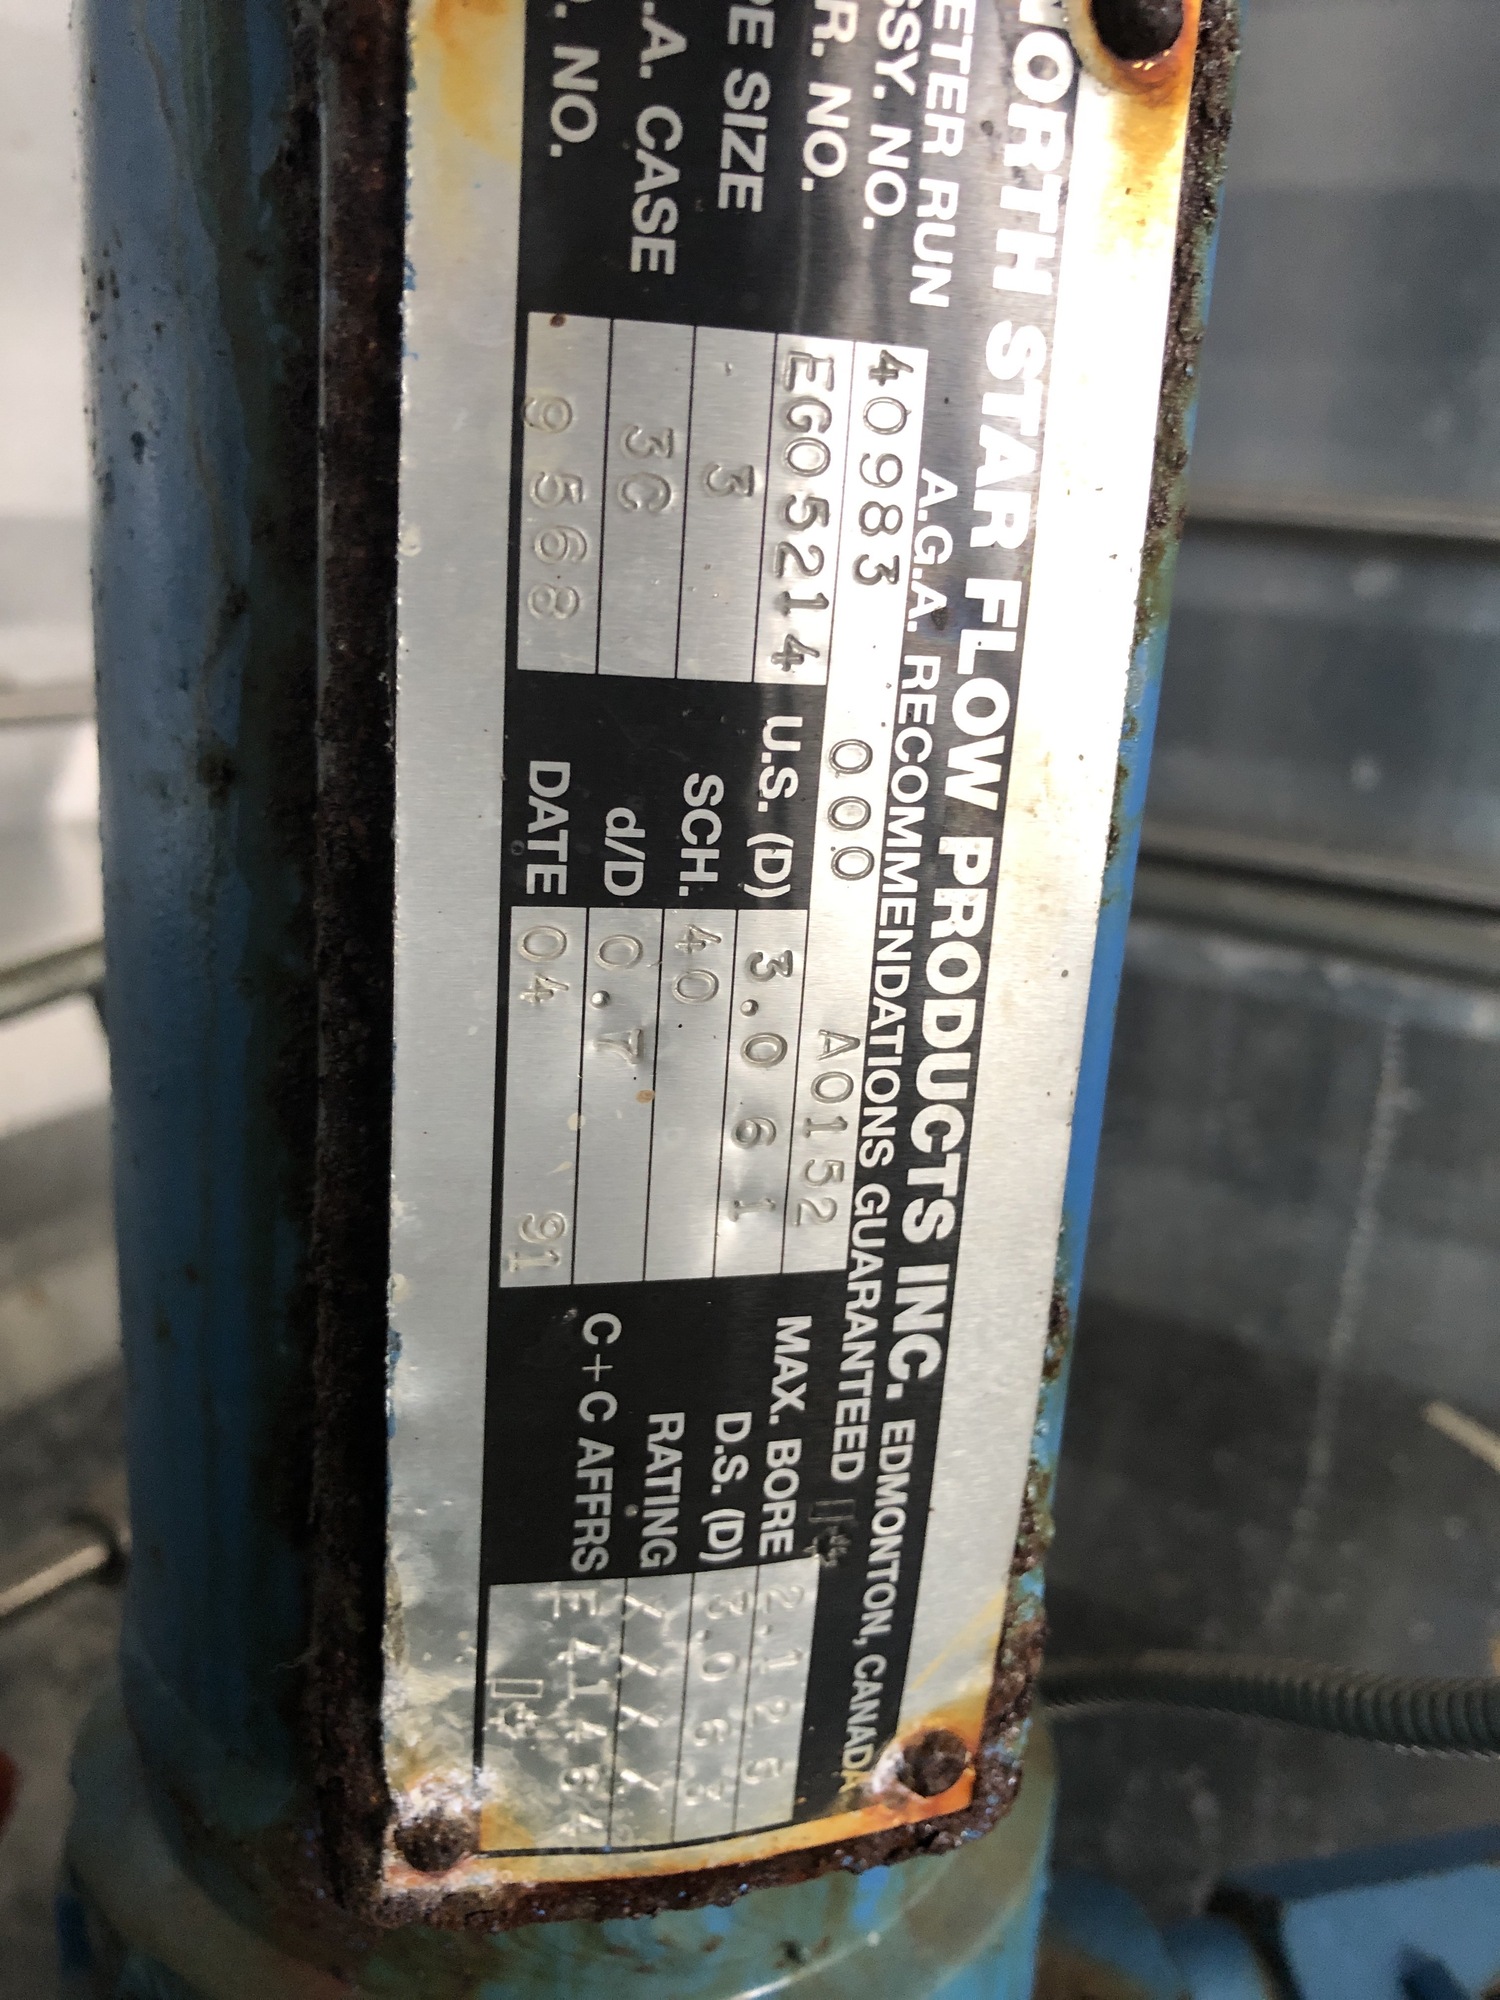 NORTH STAR FLOW PRODUCTS INC. EDMONTON, CANADA
A.G.A. RECOMMENDATIONS GUARANTEED
ETER RUN
SSY. NO. 40983 000 A0152
R. NO. EG05214 U.S. (D) 3.061 MAX. BORE 2.125
PE SIZE 3 SCH. 40 D.S. (D) 3.063
.A. CASE 3C d/D 0.7 RATING
. NO. 9568 DATE 04 91 C+C AFFRS